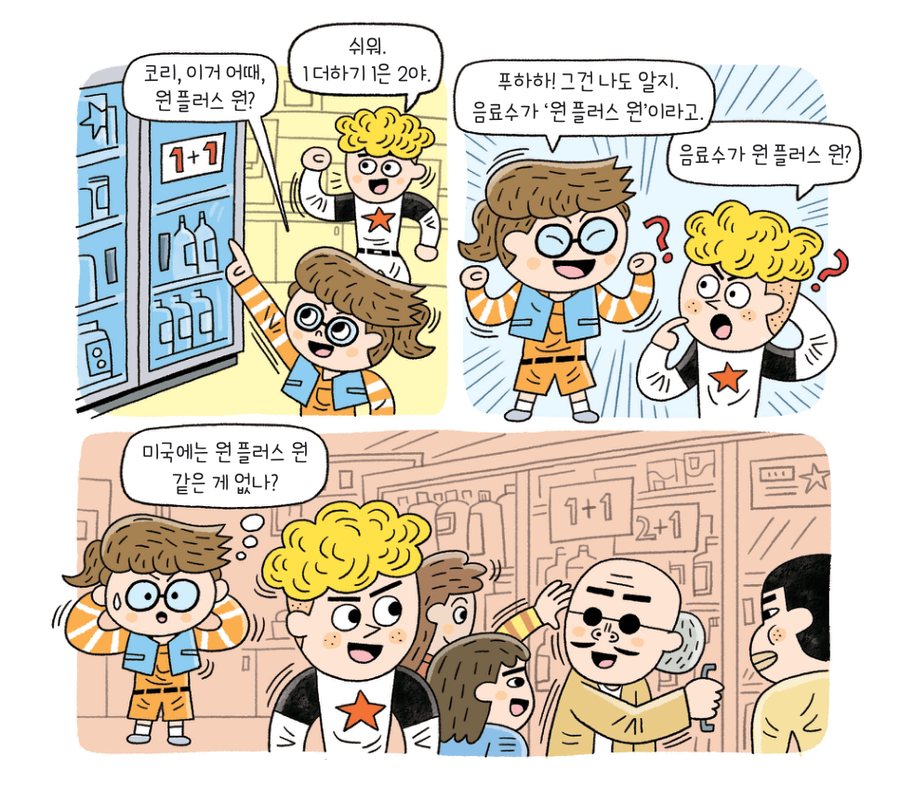 쉬워.
1 더하기 1은 2야.
코리, 이거 어때,
원 플러스 원?
1+1
푸하하! 그건 나도 알지.
음료수가 '원 플러스 원'이라고.
음료수가 원 플러스 원?
?
?
미국에는 원 플러스 원
같은 게 없나?
1+1
2+1